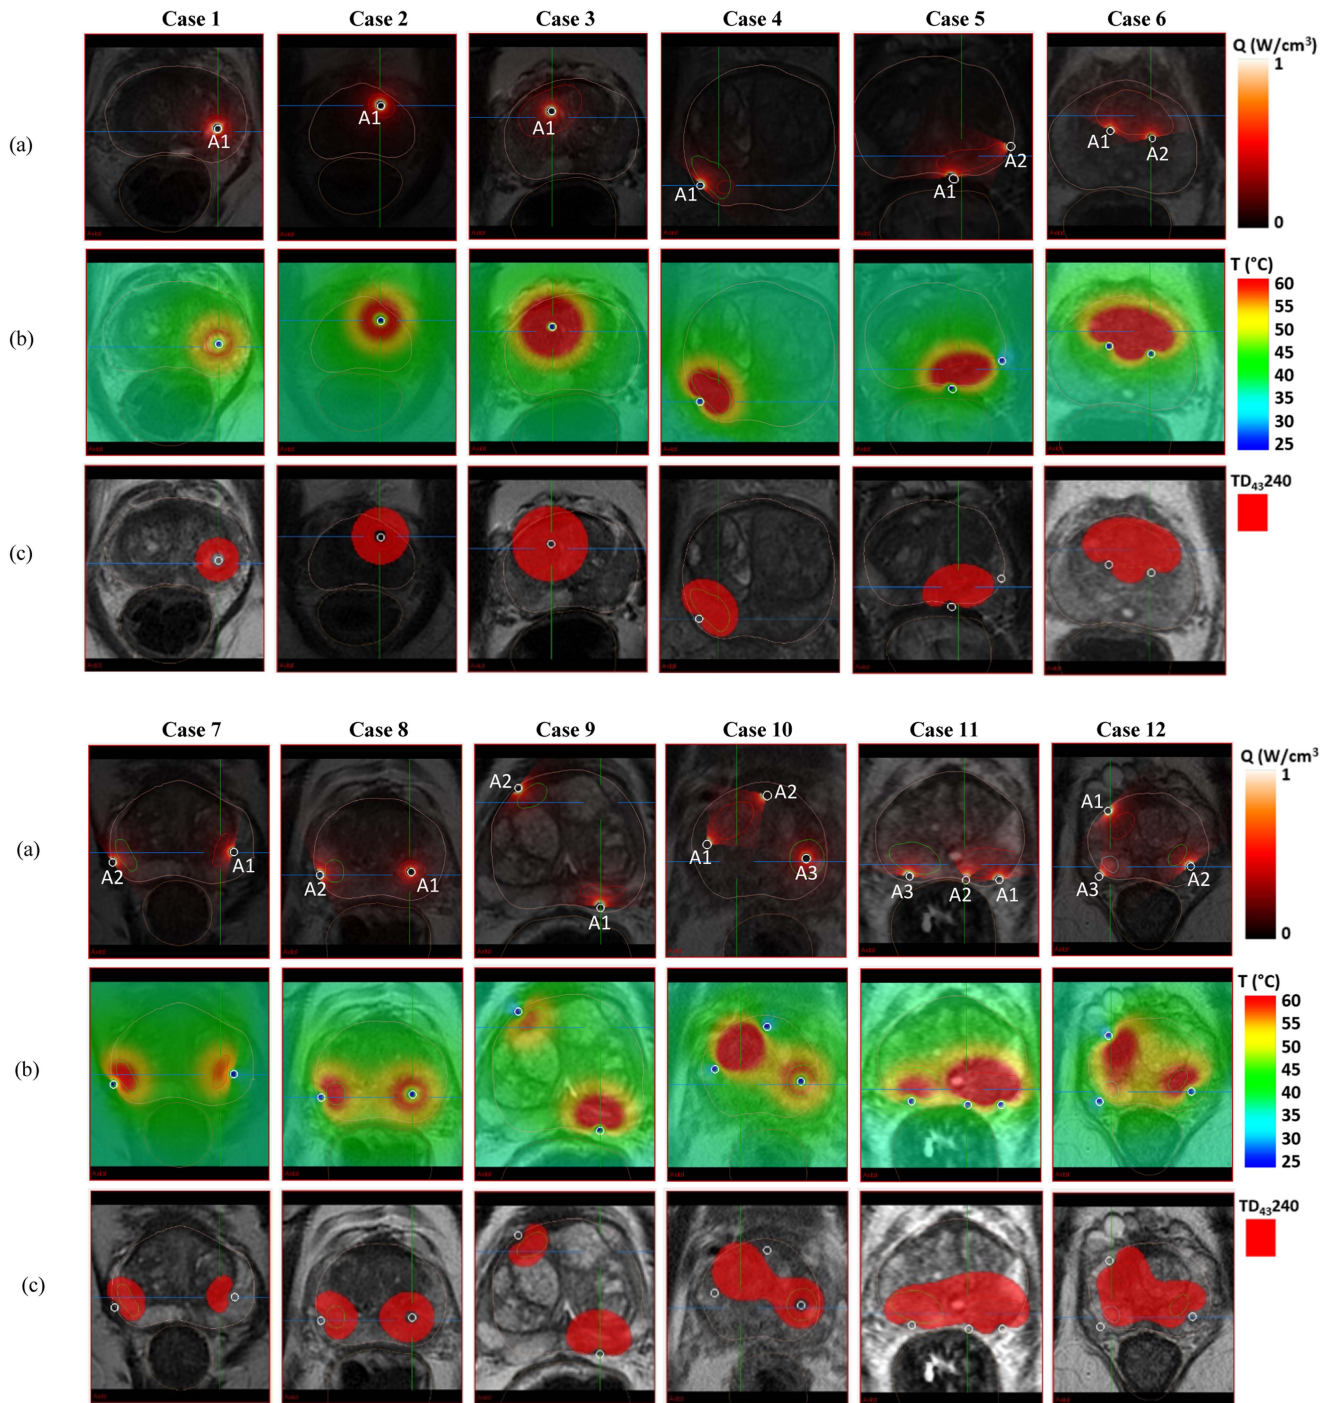 Case 1 Case 2 Case 3 Case 4 Case 5 Case 6
Q (W/cm³)
1
(a)
A1 A1 A1 A1 A1 A2 A1 A2
0
T (°C)
60
55
50
45
40
35
30
25
(b)
TD₄₃240
(c)
Case 7 Case 8 Case 9 Case 10 Case 11 Case 12
Q (W/cm³
1
(a)
A2 A1 A2 A1 A2 A1 A1 A2 A3 A3 A2 A1 A1 A3 A2
0
T (°C)
60
55
50
45
40
35
30
25
(b)
TD₄₃240
(c)